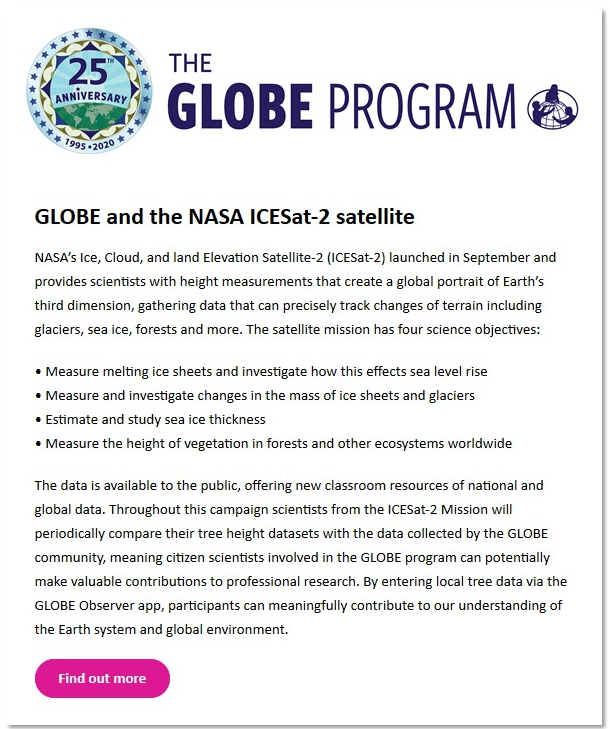 25TH
ANNIVERSARY
1995 • 2020
THE
GLOBE PROGRAM
GLOBE and the NASA ICESat-2 satellite
NASA’s Ice, Cloud, and land Elevation Satellite-2 (ICESat-2) launched in September and
provides scientists with height measurements that create a global portrait of Earth’s
third dimension, gathering data that can precisely track changes of terrain including
glaciers, sea ice, forests and more. The satellite mission has four science objectives:
• Measure melting ice sheets and investigate how this effects sea level rise
• Measure and investigate changes in the mass of ice sheets and glaciers
• Estimate and study sea ice thickness
• Measure the height of vegetation in forests and other ecosystems worldwide
The data is available to the public, offering new classroom resources of national and
global data. Throughout this campaign scientists from the ICESat-2 Mission will
periodically compare their tree height datasets with the data collected by the GLOBE
community, meaning citizen scientists involved in the GLOBE program can potentially
make valuable contributions to professional research. By entering local tree data via the
GLOBE Observer app, participants can meaningfully contribute to our understanding of
the Earth system and global environment.
Find out more